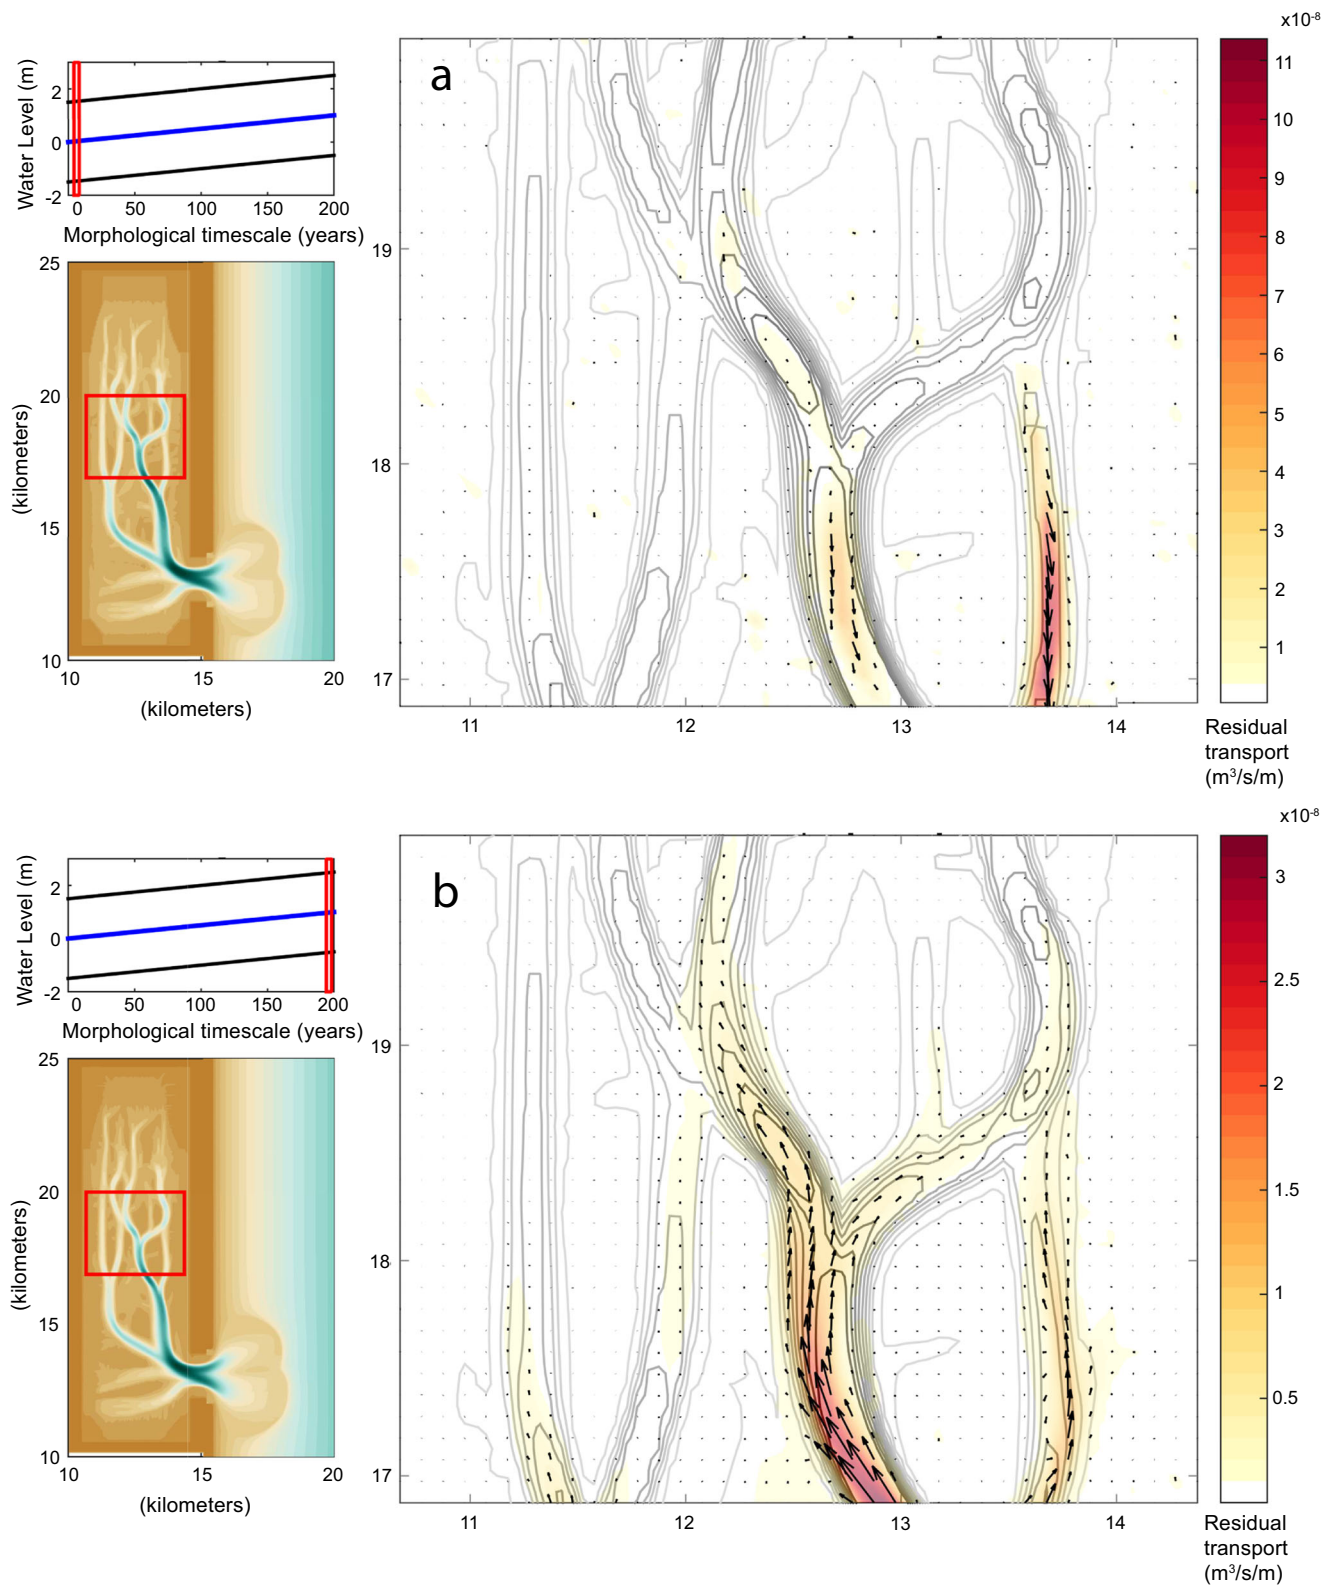 x10-8
a
Water Level (m)
2
0
-2
0 50 100 150 200
Morphological timescale (years)
11
10
9
8
7
6
5
4
3
2
1
25
20
15
10
(kilometers)
10 15 20
(kilometers)
19
18
17
11 12 13 14
Residual
transport
(m3/s/m)
x10-8
b
Water Level (m)
2
0
-2
0 50 100 150 200
Morphological timescale (years)
3
2.5
2
1.5
1
0.5
25
20
15
10
(kilometers)
10 15 20
(kilometers)
19
18
17
11 12 13 14
Residual
transport
(m3/s/m)